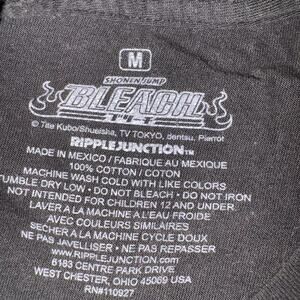 M
SHONEN JUMP
BLEACH
© Tite Kubo/Shueisha, TV TOKYO, dentsu, Pierrot
RIPPLE JUNCTION™
MADE IN MEXICO / FABRIQUE AU MEXIQUE
100% COTTON / COTON
MACHINE WASH COLD WITH LIKE COLORS
TUMBLE DRY LOW • DO NOT BLEACH • DO NOT IRON
NOT INTENDED FOR CHILDREN 12 AND UNDER
LAVER A LA MACHINE A L'EAU FROIDE
AVEC COULEURS SIMILAIRES
SECHER A LA MACHINE CYCLE DOUX
NE PAS JAVELLISER • NE PAS REPASSER
www.RIPPLEJUNCTION.com
6183 CENTRE PARK DRIVE
WEST CHESTER, OHIO 45069 USA
RN#110927